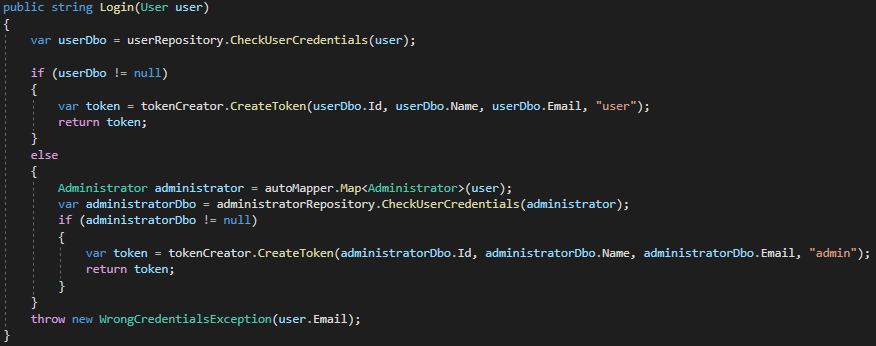 public string Login(User user)
{
var userDbo = userRepository.CheckUserCredentials(user);
if (userDbo != null)
{
var token = tokenCreator.CreateToken(userDbo.Id, userDbo.Name, userDbo.Email, "user");
return token;
}
else
{
Administrator administrator = autoMapper.Map<Administrator>(user);
var administratorDbo = administratorRepository.CheckUserCredentials(administrator);
if (administratorDbo != null)
{
var token = tokenCreator.CreateToken(administratorDbo.Id, administratorDbo.Name, administratorDbo.Email, "admin");
return token;
}
}
throw new WrongCredentialsException(user.Email);
}